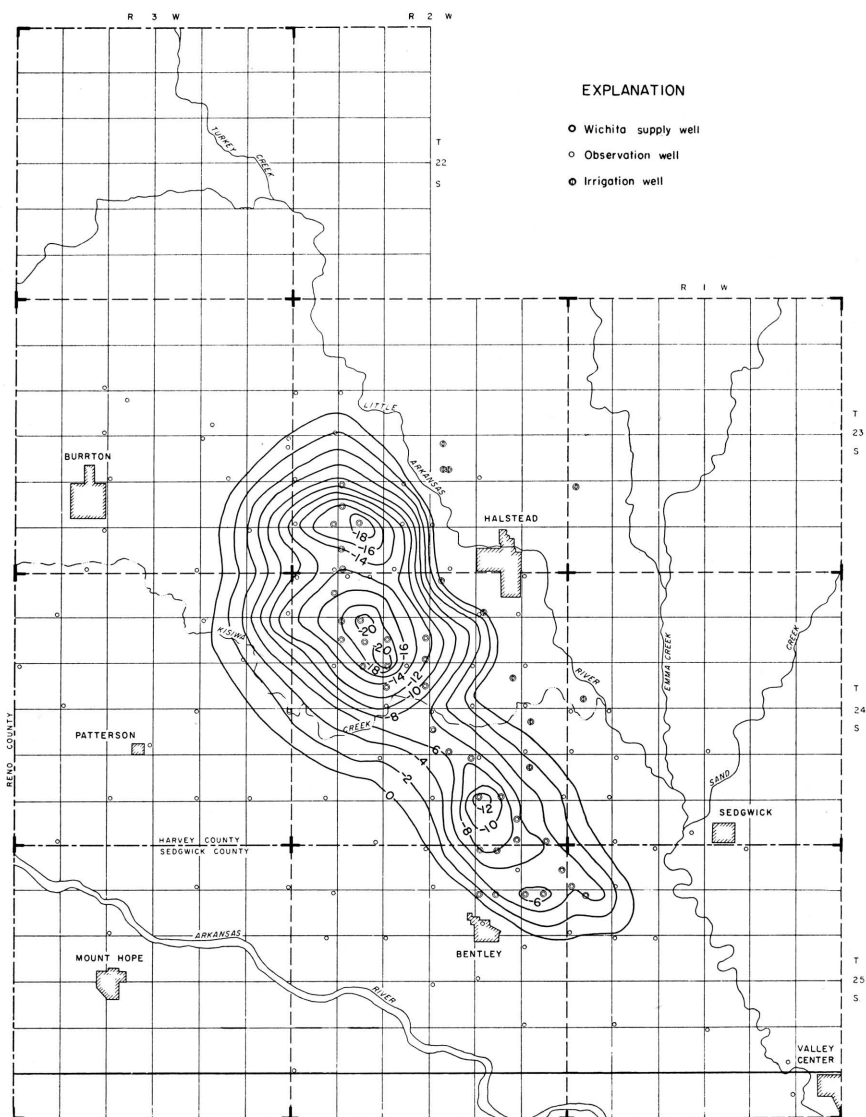 R 3 W
R 2 W
EXPLANATION
Wichita supply well
Observation well
Irrigation well
TURKEY CREEK
T
22
S
R 1 W
LITTLE
ARKANSAS
RIVER
T
23
S
BURRTON
HALSTEAD
-18
-16
-14
KISIWA
CREEK
-20
-20
-18
-16
-14
-12
-10
-8
-6
-4
-2
0
EMMA CREEK
SAND
CREEK
T
24
S
RENO COUNTY
PATTERSON
-12
-10
-8
SEDGWICK
HARVEY COUNTY
SEDGWICK COUNTY
-6
BENTLEY
ARKANSAS
RIVER
MOUNT HOPE
T
25
S
VALLEY
CENTER